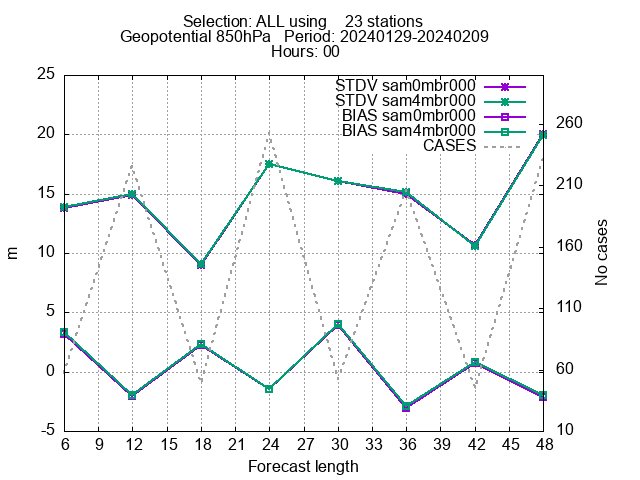 Selection: ALL using    23 stations
Geopotential 850hPa   Period: 20240129-20240209
Hours: 00
STDV sam0mbr000
STDV sam4mbr000
BIAS sam0mbr000
BIAS sam4mbr000
CASES
25
20
15
10
5
0
-5
m
260
210
160
110
60
10
No cases
6 9 12 15 18 21 24 27 30 33 36 39 42 45 48
Forecast length